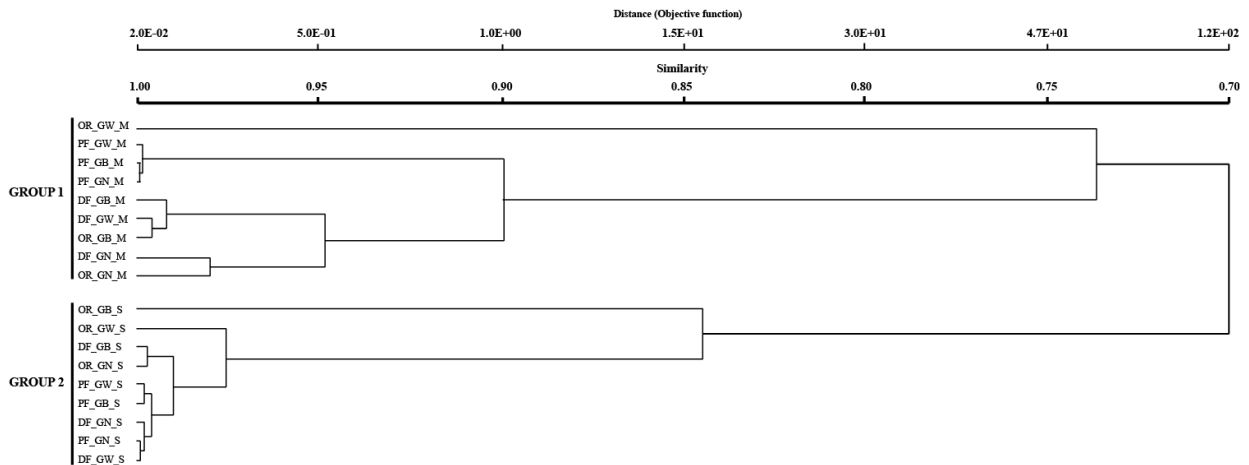 Distance (Objective function)
2.0E-02 5.0E-01 1.0E+00 1.5E+01 3.0E+01 4.7E+01 1.2E+02
Similarity
1.00 0.95 0.90 0.85 0.80 0.75 0.70
GROUP 1
OR_GW_M
PF_GW_M
PF_GB_M
PF_GN_M
DF_GB_M
DF_GW_M
OR_GB_M
DF_GN_M
OR_GN_M
GROUP 2
OR_GB_S
OR_GW_S
DF_GB_S
OR_GN_S
PF_GW_S
PF_GB_S
DF_GN_S
PF_GN_S
DF_GW_S